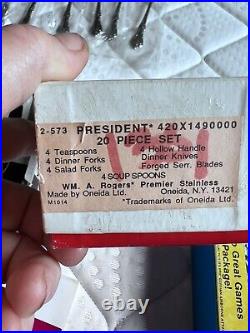 2-573 PRESIDENT* 420X1490000
20 PIECE SET
4 Teaspoons
4 Dinner Forks
4 Salad Forks
4 Hollow Handle
Dinner Knives
Forged Serr. Blades
4 SOUP SPOONS
WM. A. Rogers* Premier Stainless
Made by Oneida Ltd. Oneida, N.Y. 13421
M1014 *Trademarks of Oneida Ltd.
Great Games
Package!